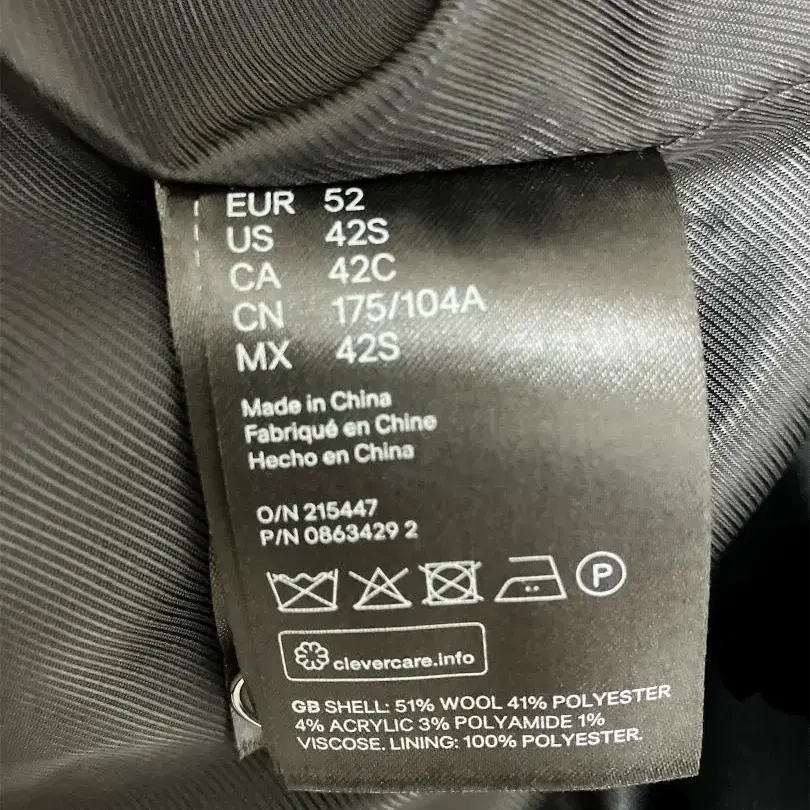 EUR 52
US 42S
CA 42C
CN 175/104A
MX 42S
Made in China
Fabriqué en Chine
Hecho en China
O/N 215447
P/N 0863429 2
P
clevercare.info
GB SHELL: 51% WOOL 41% POLYESTER
4% ACRYLIC 3% POLYAMIDE 1%
VISCOSE. LINING: 100% POLYESTER.